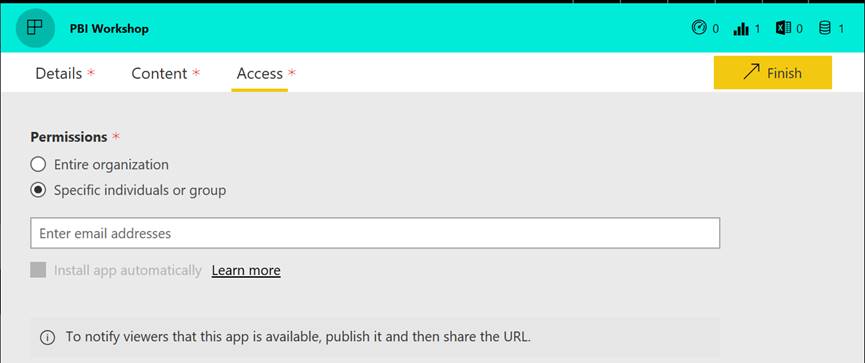 PBI Workshop
0 1 0 1
Details * Content * Access *
Finish
Permissions *
Entire organization
Specific individuals or group
Enter email addresses
Install app automatically Learn more
To notify viewers that this app is available, publish it and then share the URL.